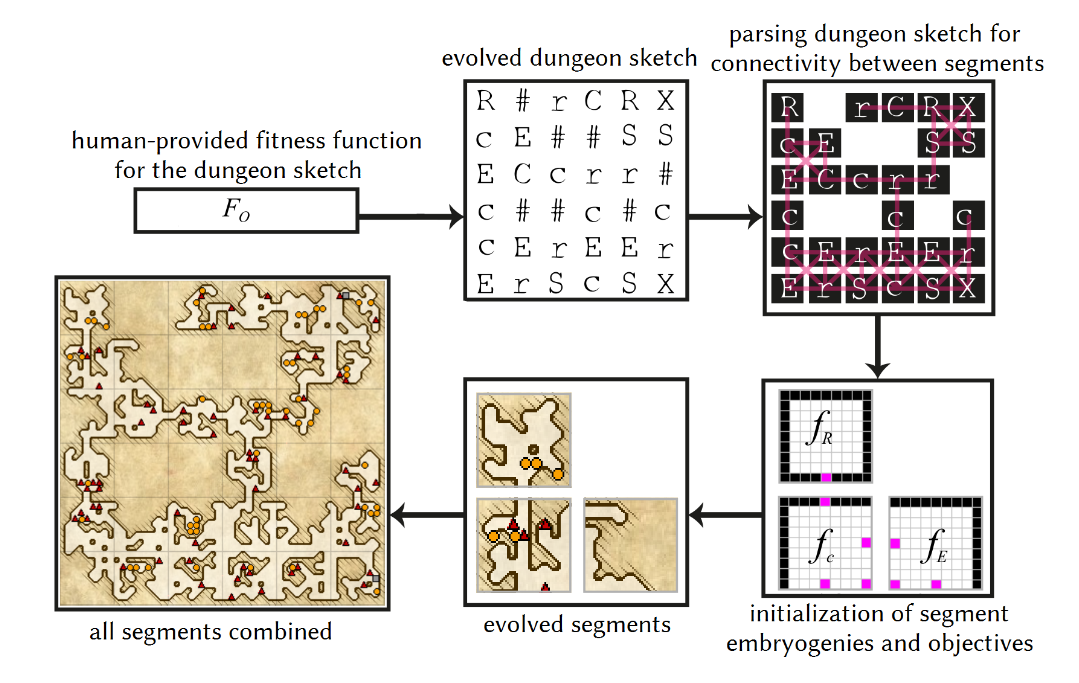 parsing dungeon sketch for
connectivity between segments
evolved dungeon sketch
human-provided fitness function
for the dungeon sketch
F_O
R # r C R X
c E # # S S
E C c r r #
c # # c # c
c E r E E r
E r S c S X
R r C R X
c E S S
E C c r r
c c c
c E r E E r
E r S c S X
f_R
f_c f_E
all segments combined
evolved segments
initialization of segment
embryogenies and objectives